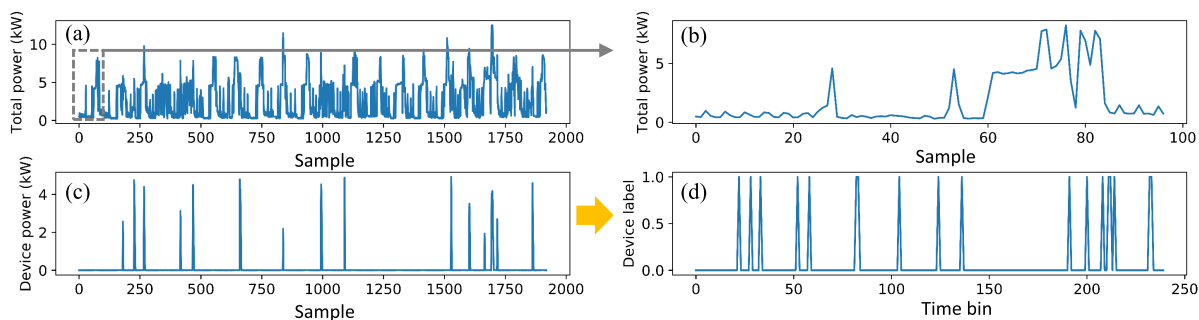 (a)
Total power (kW)
10
5
0
0 250 500 750 1000 1250 1500 1750 2000
Sample
(b)
Total power (kW)
5
0
0 20 40 60 80 100
Sample
(c)
Device power (kW)
4
2
0
0 250 500 750 1000 1250 1500 1750 2000
Sample
(d)
Device label
1.0
0.5
0.0
0 50 100 150 200 250
Time bin